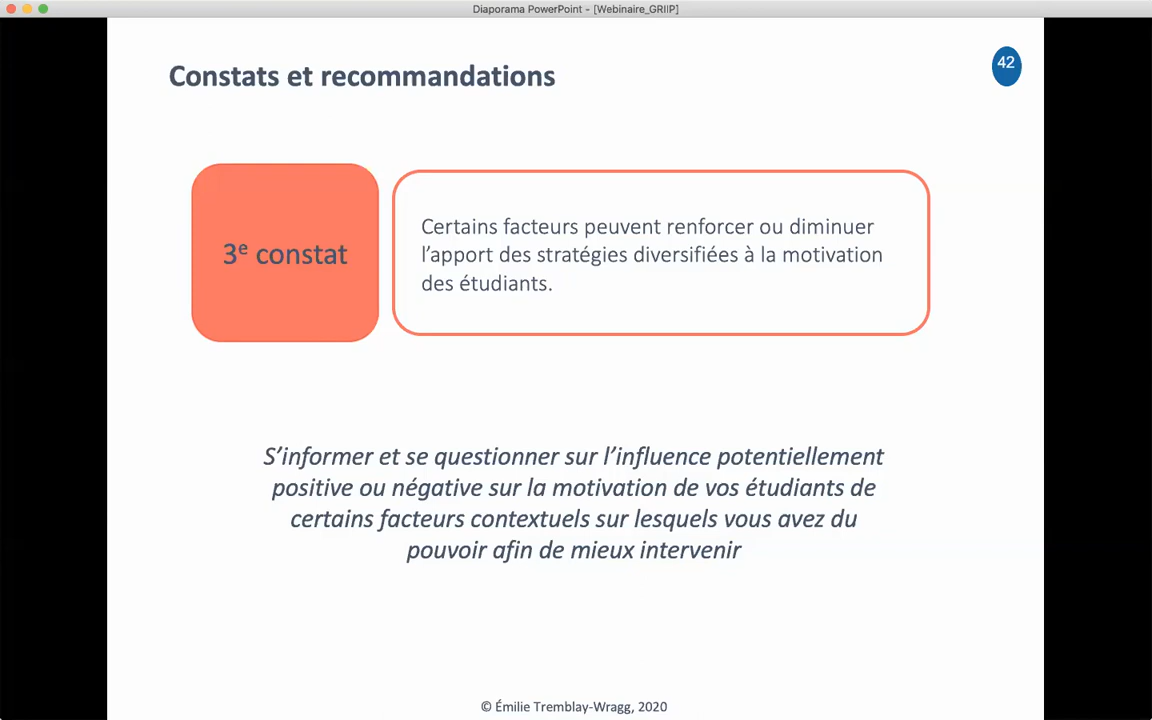 Diaporama PowerPoint - [Webinaire_GRIIP]
Constats et recommandations
42
3e constat
Certains facteurs peuvent renforcer ou diminuer
l’apport des stratégies diversifiées à la motivation
des étudiants.
S’informer et se questionner sur l’influence potentiellement
positive ou négative sur la motivation de vos étudiants de
certains facteurs contextuels sur lesquels vous avez du
pouvoir afin de mieux intervenir
© Émilie Tremblay-Wragg, 2020